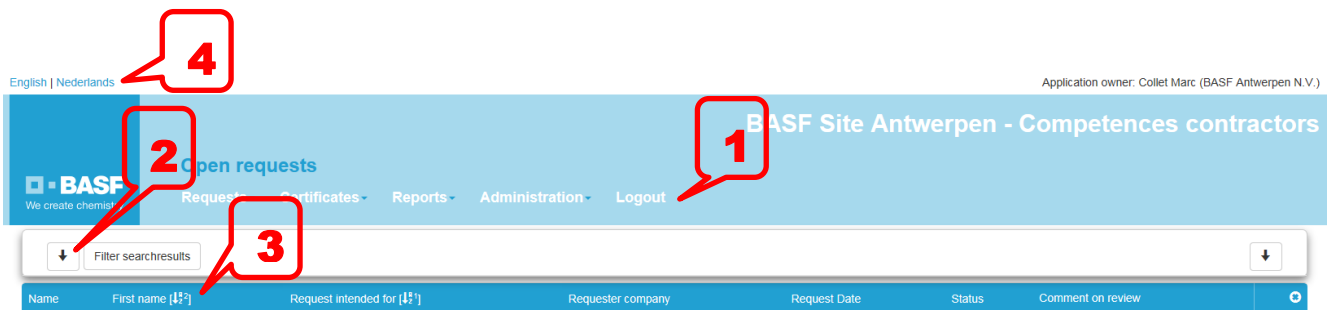 4
English | Nederlands
Application owner: Collet Marc (BASF Antwerpen N.V.)
BASF Site Antwerpen - Competences contractors
1
2
Open requests
BASF
We create chemistry
Requests Certificates Reports Administration Logout
3
Filter searchresults
Name First name [2] Request intended for [1] Requester company Request Date Status Comment on review